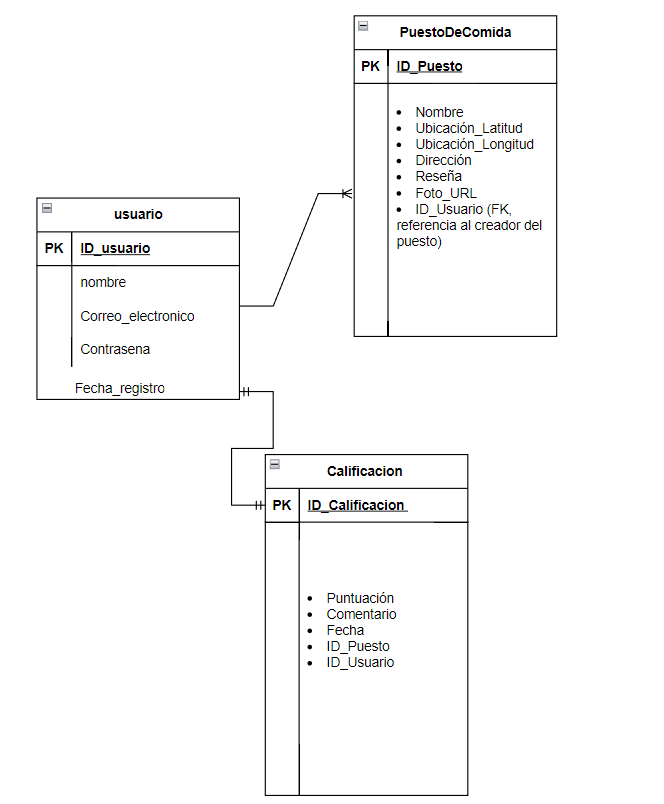 PuestoDeComida
PK ID_Puesto
• Nombre
• Ubicación_Latitud
• Ubicación_Longitud
• Dirección
• Reseña
• Foto_URL
• ID_Usuario (FK,
referencia al creador del
puesto)
usuario
PK ID_usuario
nombre
Correo_electronico
Contrasena
Fecha_registro
Calificacion
PK ID_Calificacion
• Puntuación
• Comentario
• Fecha
• ID_Puesto
• ID_Usuario